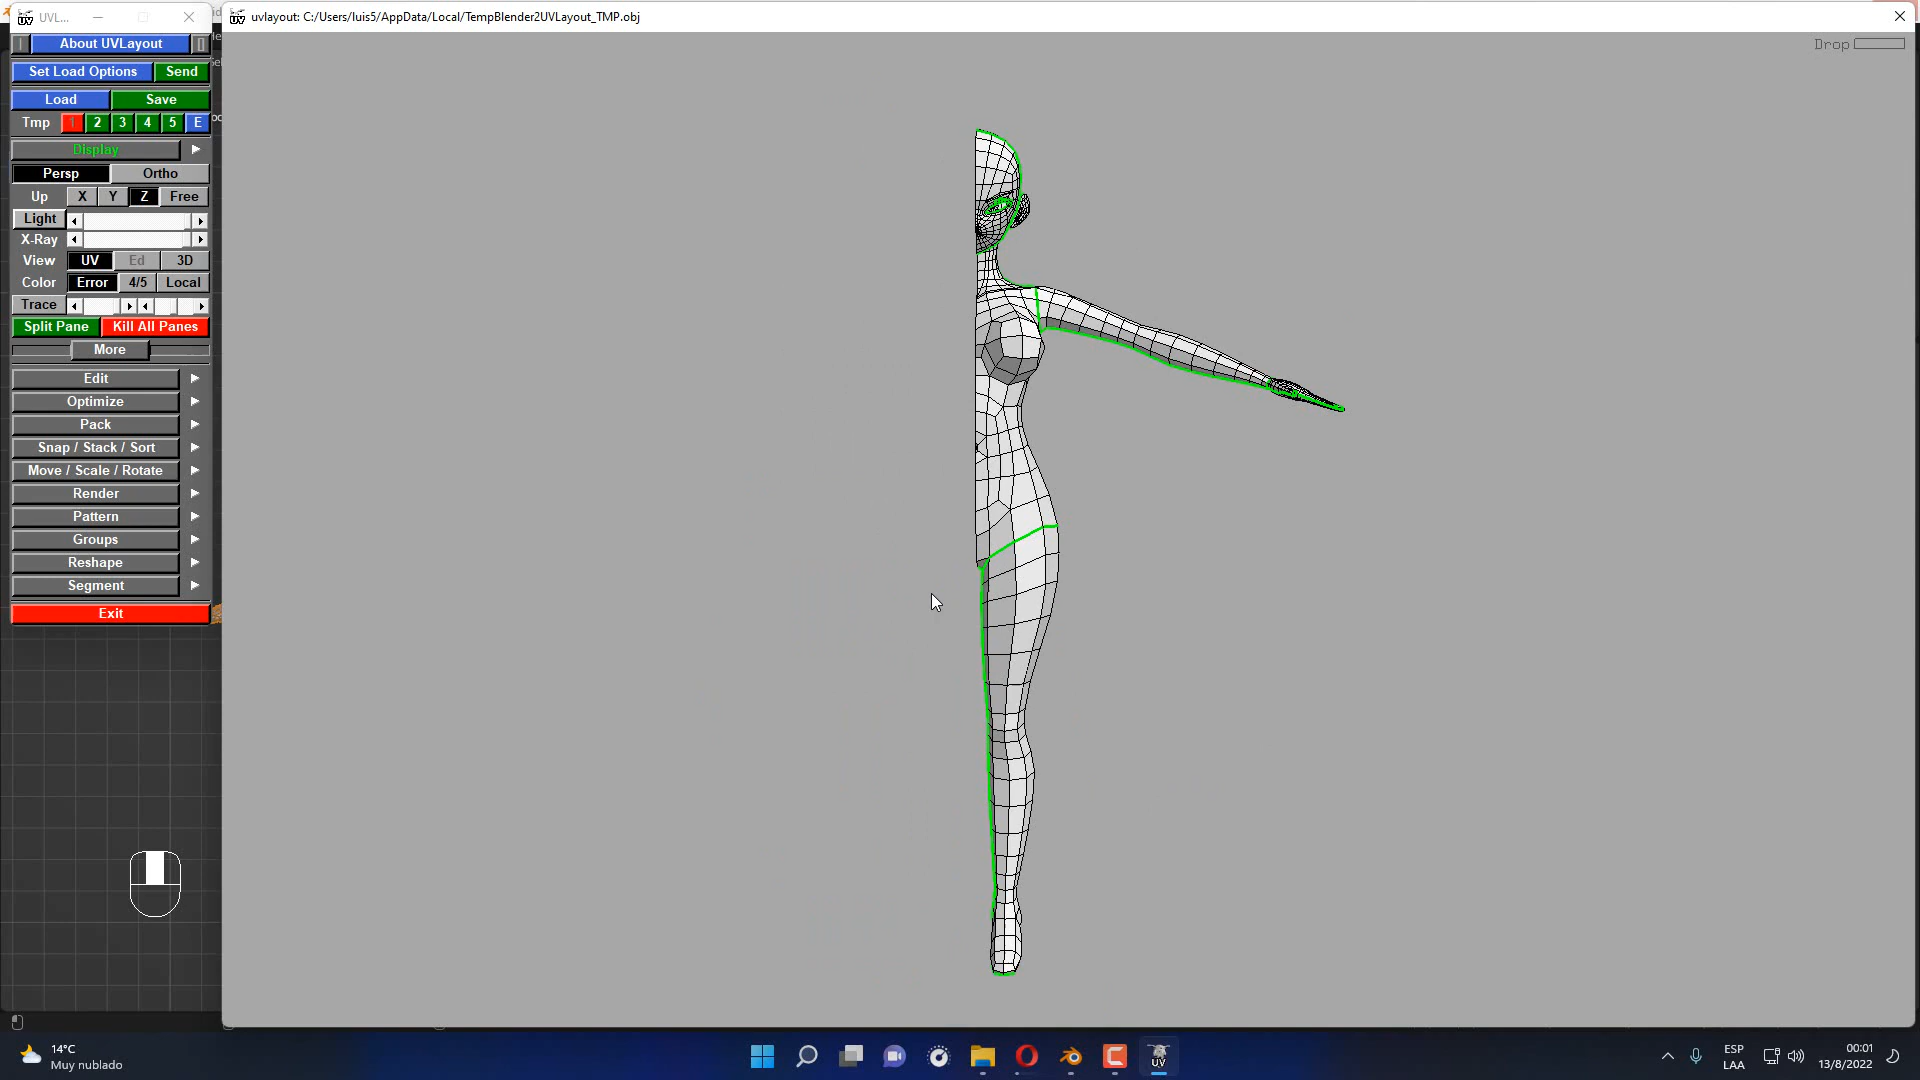 UVL...
uvlayout: C:/Users/luis5/AppData/Local/TempBlender2UVLayout_TMP.obj
Drop
About UVLayout
Set Load Options
Send
Load
Save
Tmp
1
2
3
4
5
E
Display
Persp
Ortho
Up
X
Y
Z
Free
Light
X-Ray
View
UV
Ed
3D
Color
Error
4/5
Local
Trace
Split Pane
Kill All Panes
More
Edit
Optimize
Pack
Snap / Stack / Sort
Move / Scale / Rotate
Render
Pattern
Groups
Reshape
Segment
Exit
14°C
Muy nublado
UV
ESP
LAA
00:01
13/8/2022